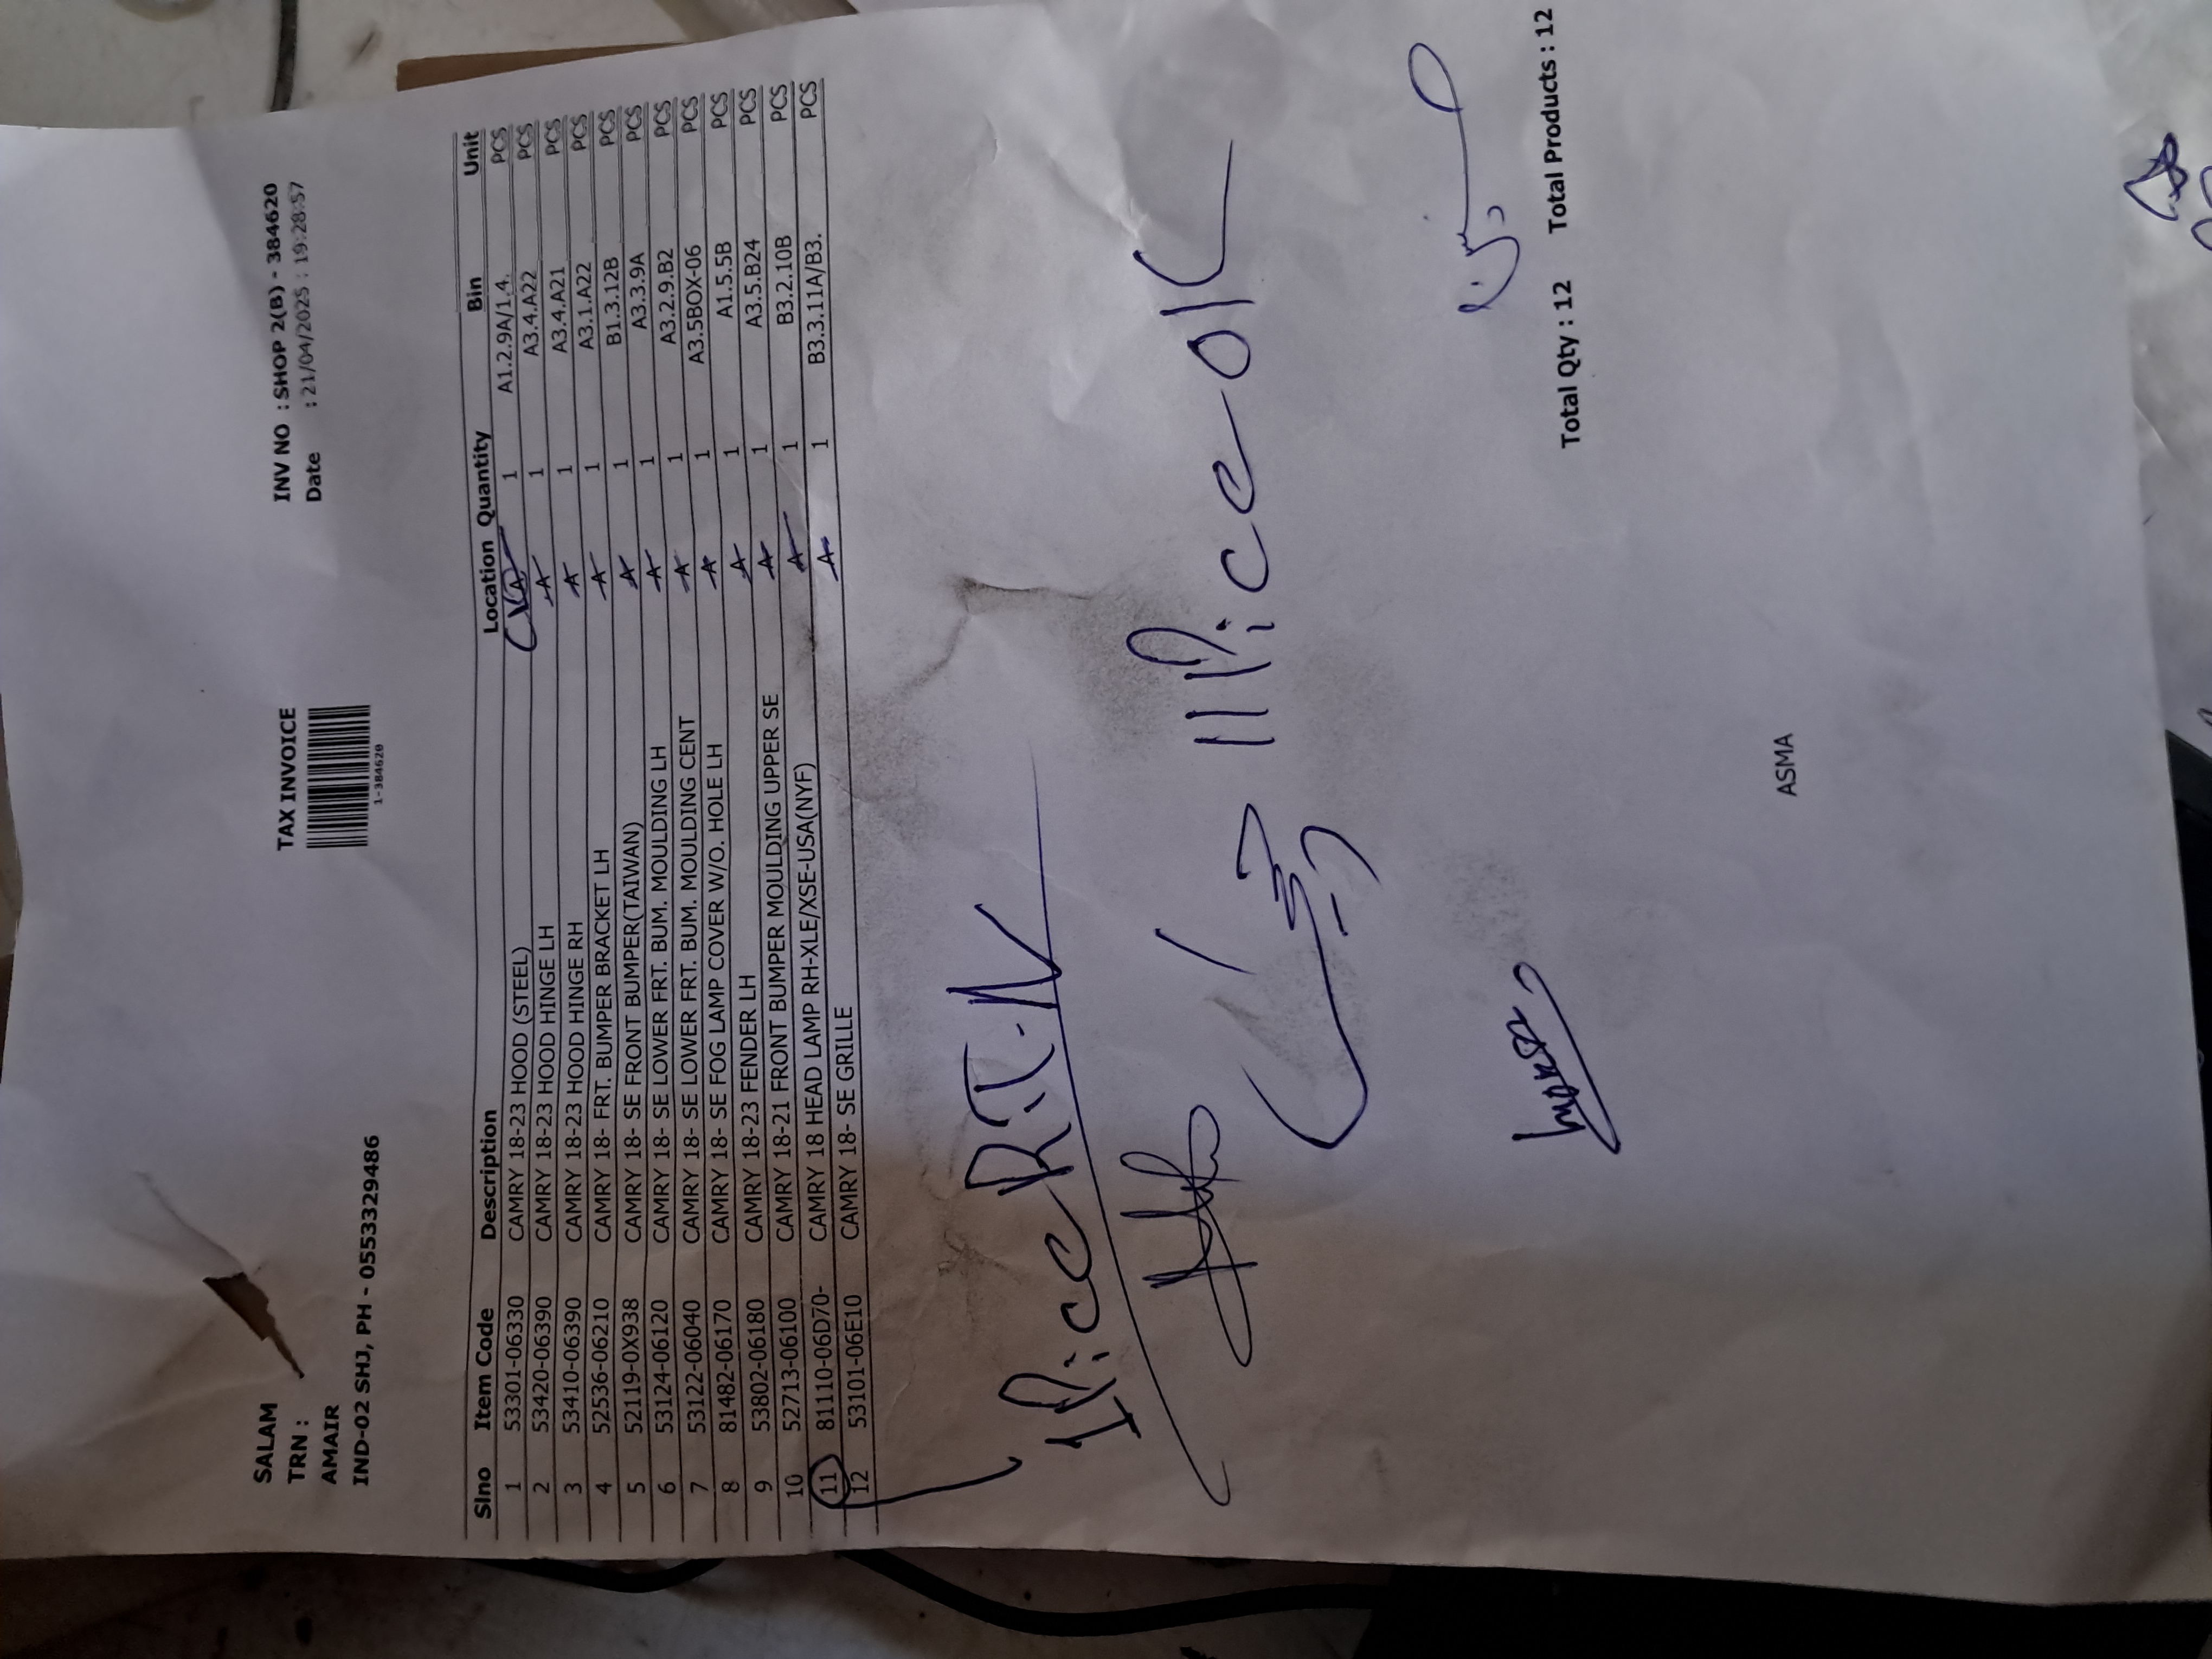 SALAM
TRN :
AMAIR
IND-02 SHJ, PH - 0553329486
TAX INVOICE
1-384620
INV NO : SHOP 2(B) - 384620
Date : 21/04/2025 : 19:28:57
Slno Item Code Description Location Quantity Bin Unit
1 53301-06330 CAMRY 18-23 HOOD (STEEL) A 1 A1.2.9A/1.4. PCS
2 53420-06390 CAMRY 18-23 HOOD HINGE LH A 1 A3.4.A22 PCS
3 53410-06390 CAMRY 18-23 HOOD HINGE RH A 1 A3.4.A21 PCS
4 52536-06210 CAMRY 18- FRT. BUMPER BRACKET LH A 1 A3.1.A22 PCS
5 52119-0X938 CAMRY 18- SE FRONT BUMPER(TAIWAN) A 1 B1.3.12B PCS
6 53124-06120 CAMRY 18- SE LOWER FRT. BUM. MOULDING LH A 1 A3.3.9A PCS
7 53122-06040 CAMRY 18- SE LOWER FRT. BUM. MOULDING CENT A 1 A3.2.9.B2 PCS
8 81482-06170 CAMRY 18- SE FOG LAMP COVER W/O. HOLE LH A 1 A3.5BOX-06 PCS
9 53802-06180 CAMRY 18-23 FENDER LH A 1 A1.5.5B PCS
10 52713-06100 CAMRY 18-21 FRONT BUMPER MOULDING UPPER SE A 1 A3.5.B24 PCS
11 81110-06D70- CAMRY 18 HEAD LAMP RH-XLE/XSE-USA(NYF) A 1 B3.2.10B PCS
12 53101-06E10 CAMRY 18- SE GRILLE A 1 B3.3.11A/B3. PCS
1 Pice RT.N
11 Pice-OK
Total Qty : 12 Total Products : 12
ASMA